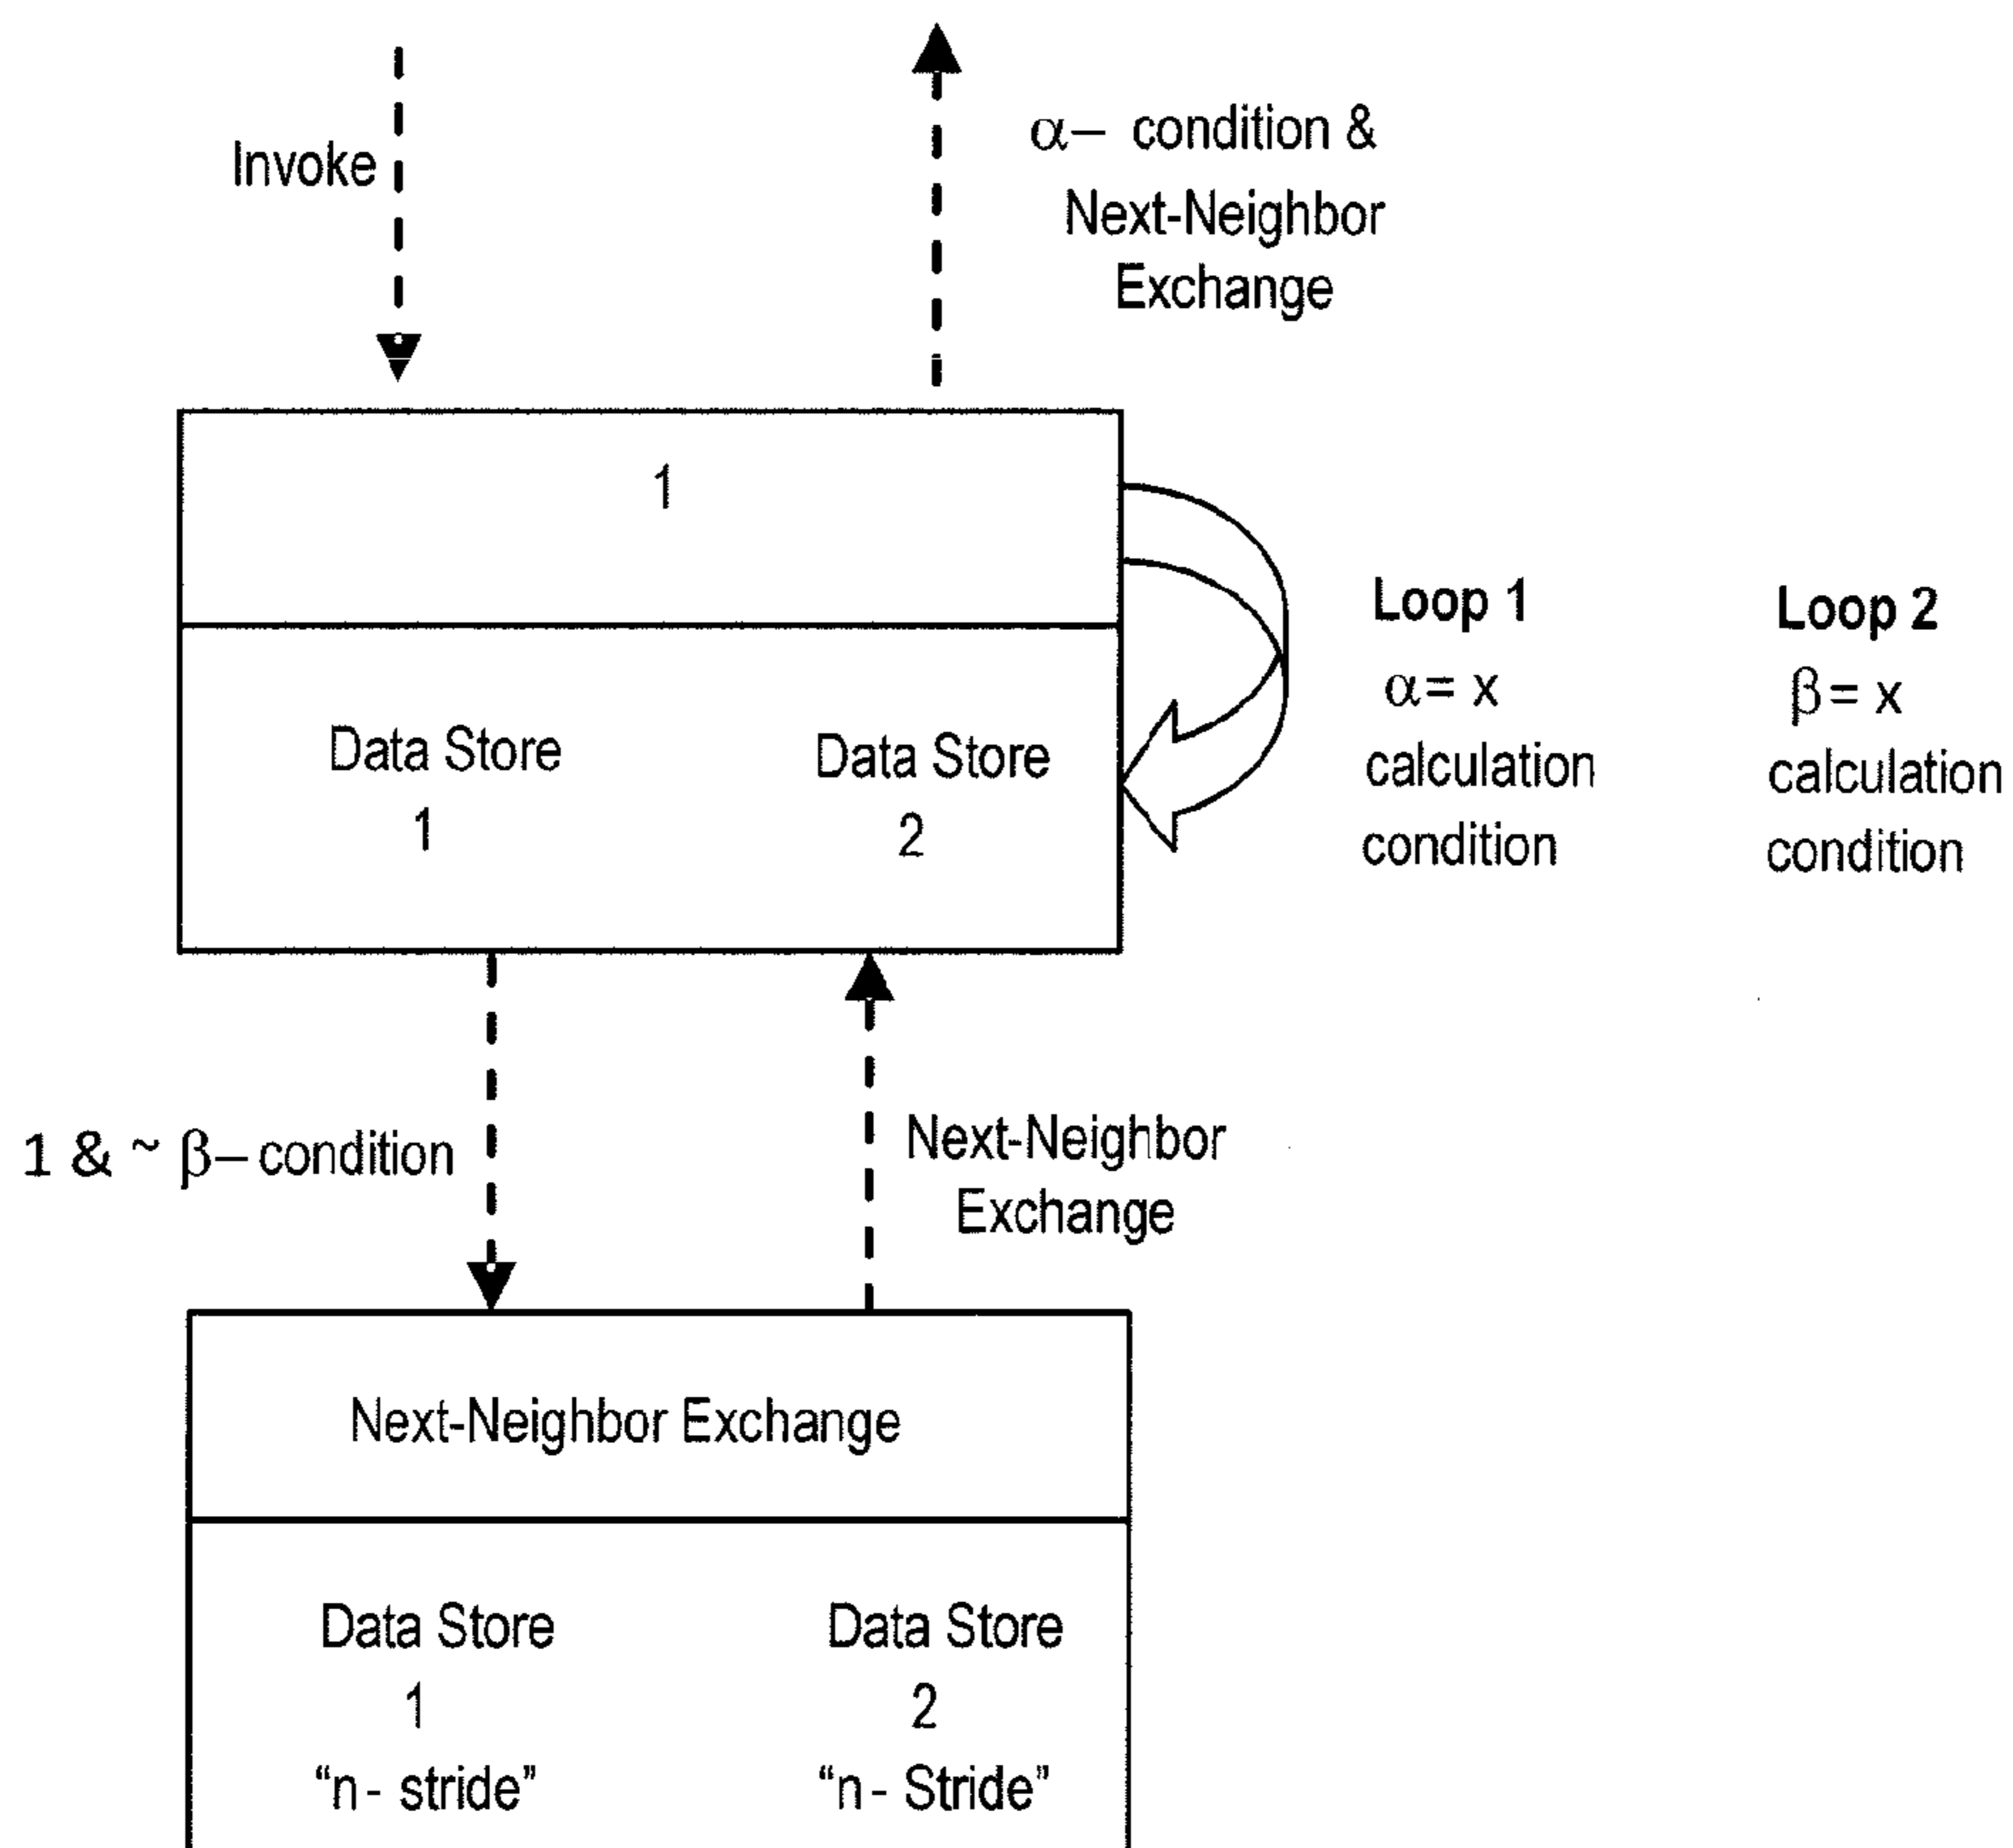 Invoke
α– condition &
Next-Neighbor
Exchange
1
Data Store
1
Data Store
2
Loop 1
α= x
calculation
condition
Loop 2
β= x
calculation
condition
1 & ~ β– condition
Next-Neighbor
Exchange
Next-Neighbor Exchange
Data Store
1
“n- stride”
Data Store
2
“n- Stride”